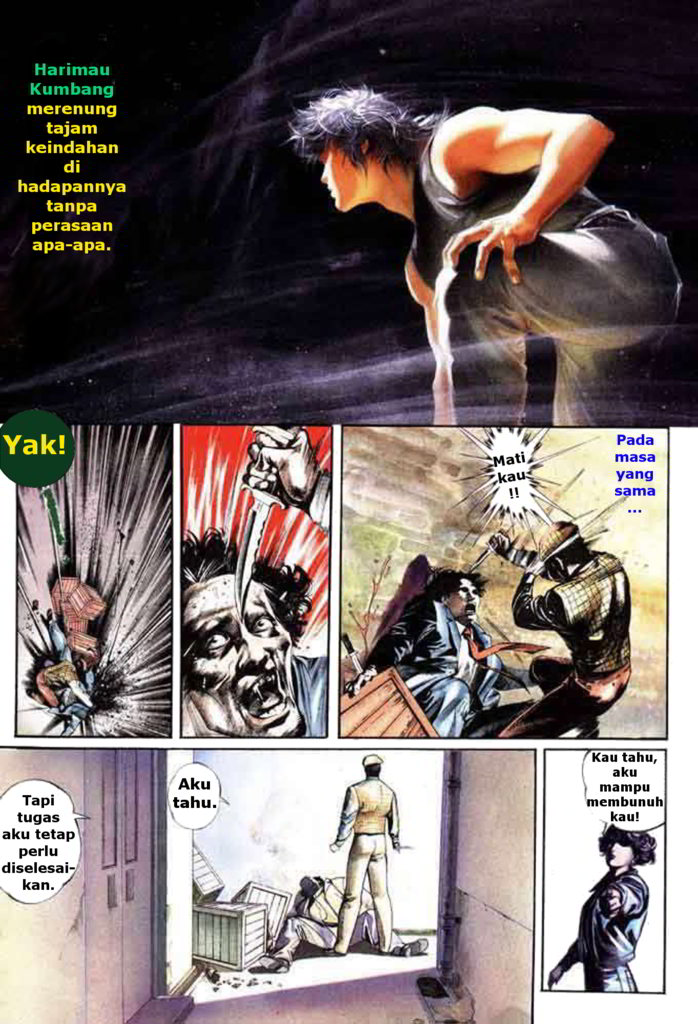 Harimau
Kumbang
merenung
tajam
keindahan
di
hadapannya
tanpa
perasaan
apa-apa.
Pada
masa
yang
sama
...
Mati
kau
!!
Yak!
Kau tahu,
aku
mampu
membunuh
kau!
Aku
tahu.
Tapi
tugas
aku tetap
perlu
diselesai-
kan.